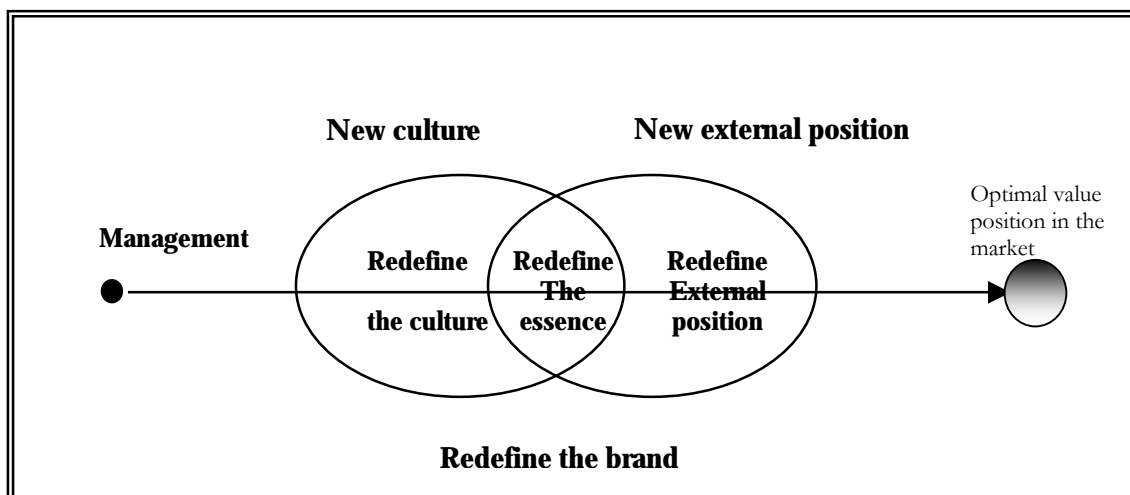 New culture
New external position
Optimal value
position in the
market
Management
Redefine
the culture
Redefine
The
essence
Redefine
External
position
Redefine the brand